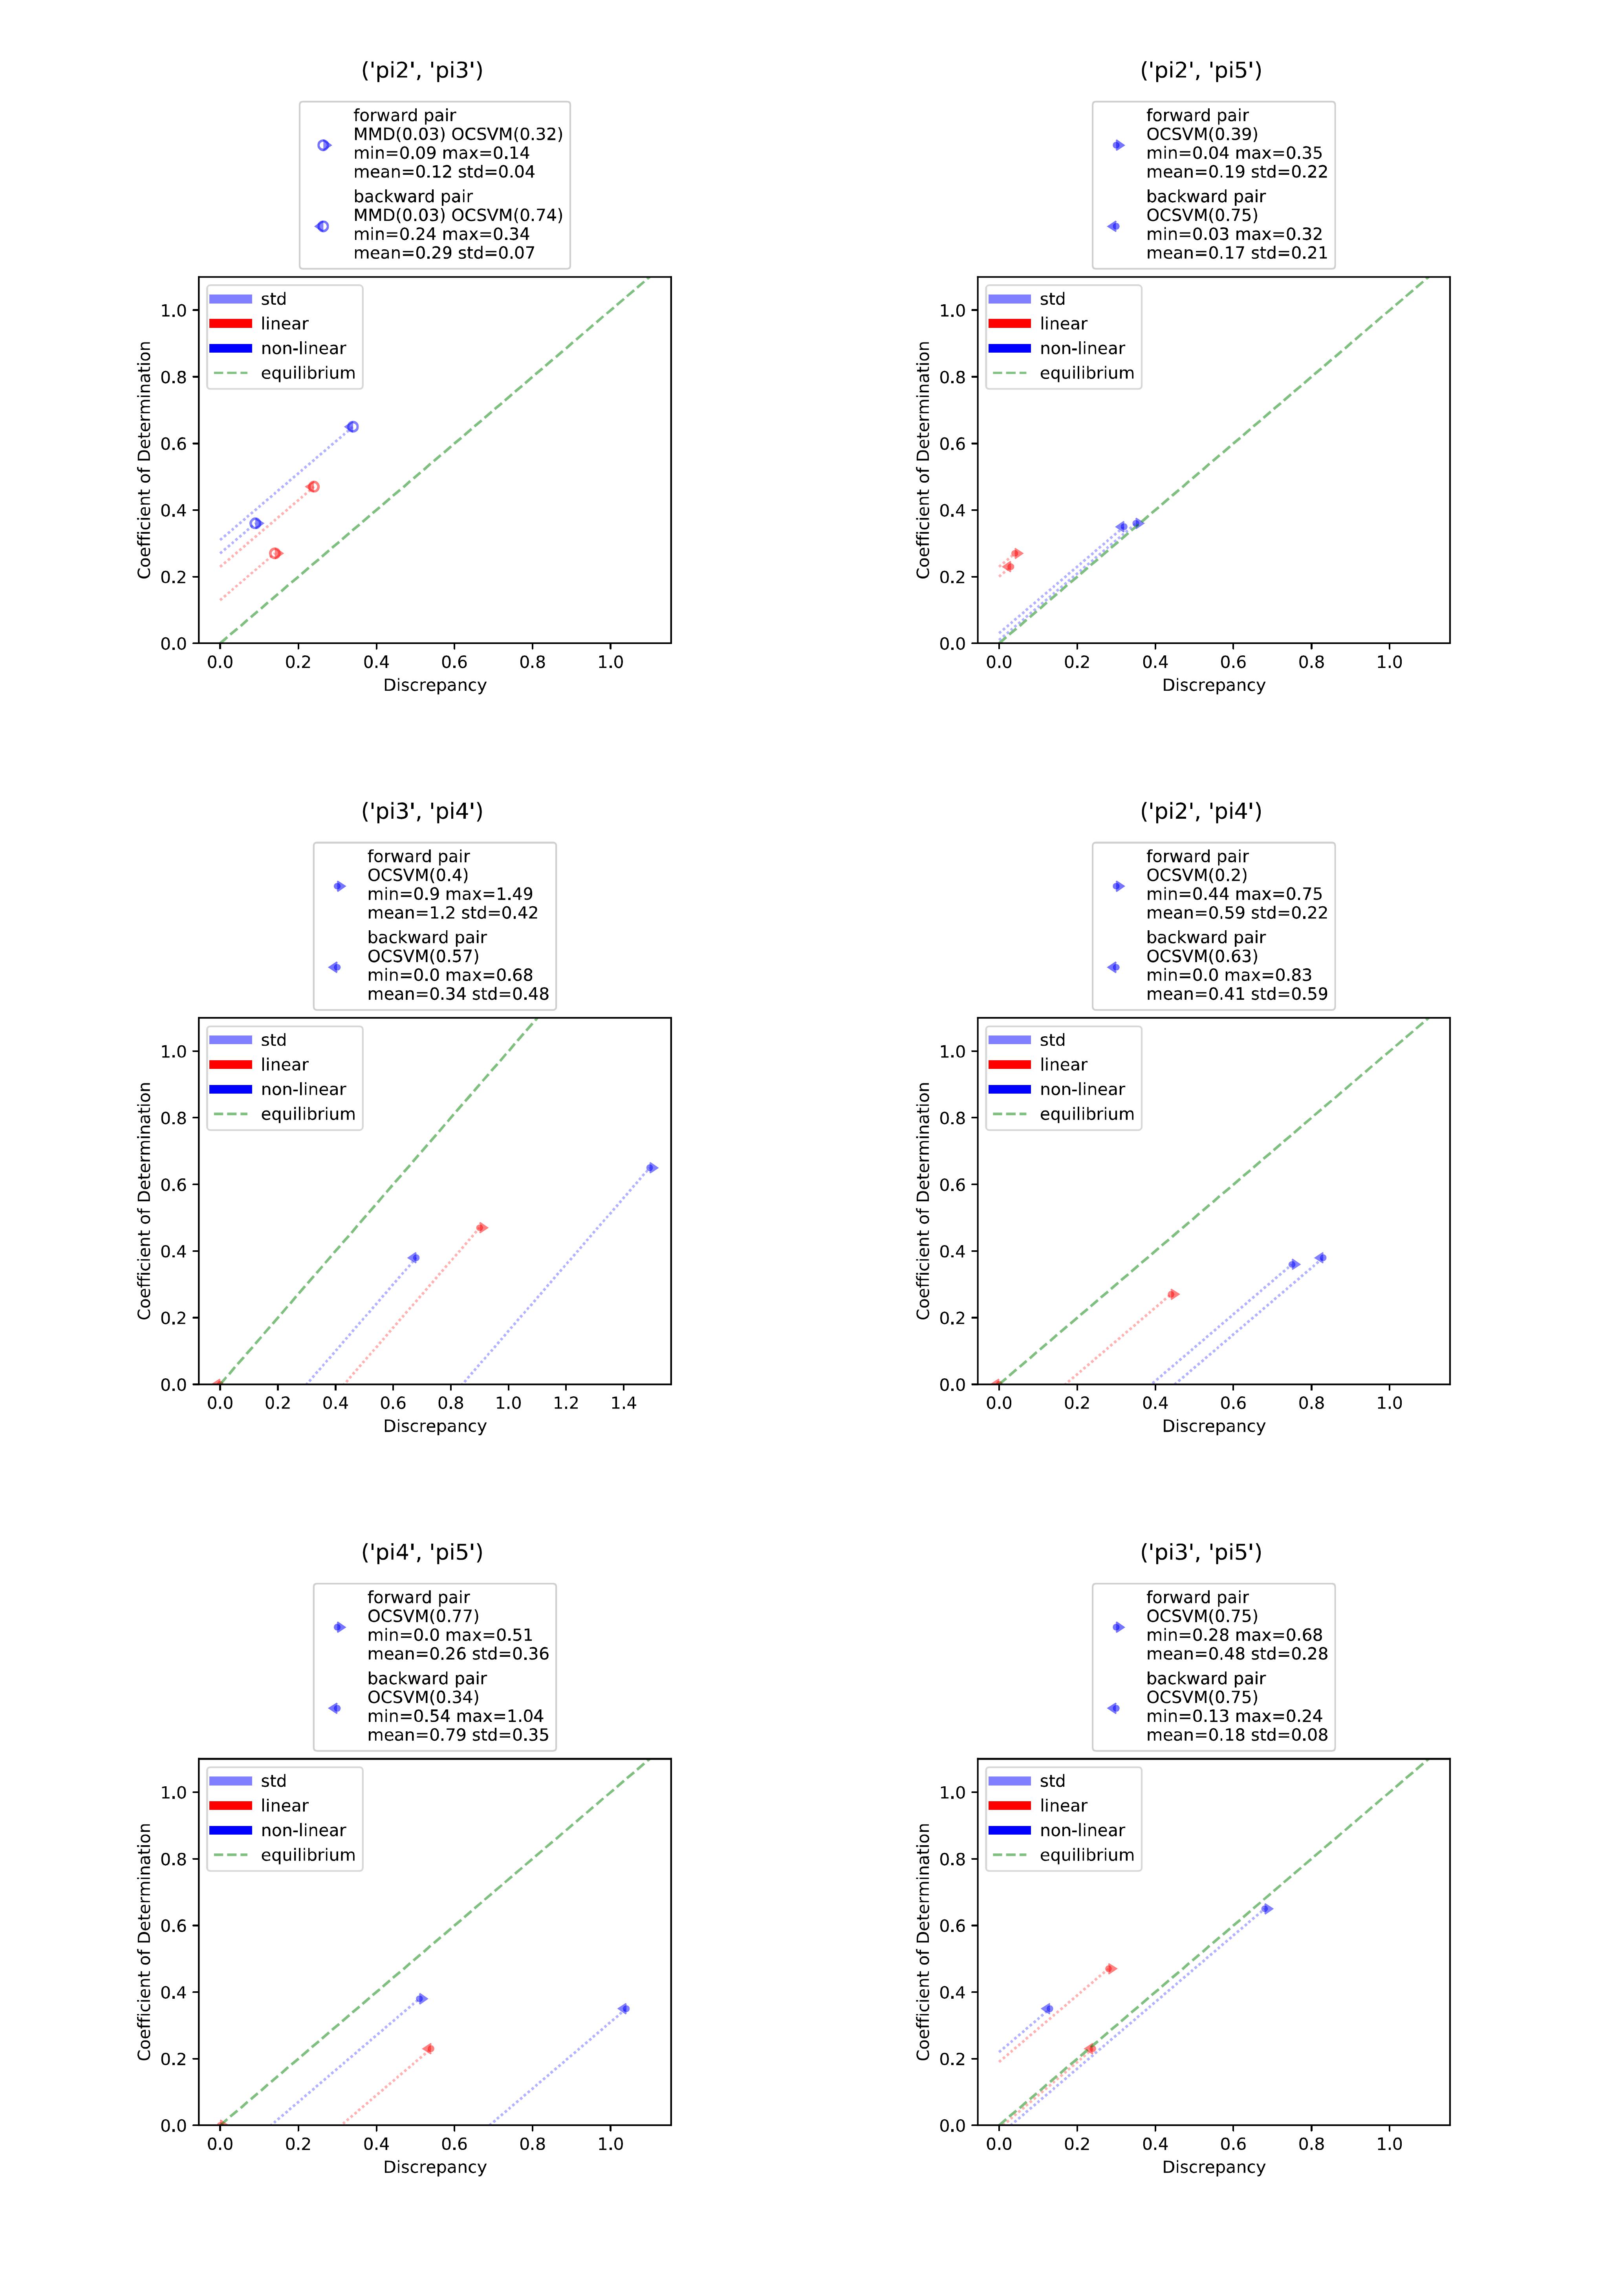 ('pi2', 'pi3')
forward pair
MMD(0.03) OCSVM(0.32)
min=0.09 max=0.14
mean=0.12 std=0.04
backward pair
MMD(0.03) OCSVM(0.74)
min=0.24 max=0.34
mean=0.29 std=0.07
std
linear
non-linear
equilibrium
Coefficient of Determination
1.0
0.8
0.6
0.4
0.2
0.0
0.0 0.2 0.4 0.6 0.8 1.0
Discrepancy
('pi2', 'pi5')
forward pair
OCSVM(0.39)
min=0.04 max=0.35
mean=0.19 std=0.22
backward pair
OCSVM(0.75)
min=0.03 max=0.32
mean=0.17 std=0.21
std
linear
non-linear
equilibrium
Coefficient of Determination
1.0
0.8
0.6
0.4
0.2
0.0
0.0 0.2 0.4 0.6 0.8 1.0
Discrepancy
('pi3', 'pi4')
forward pair
OCSVM(0.4)
min=0.9 max=1.49
mean=1.2 std=0.42
backward pair
OCSVM(0.57)
min=0.0 max=0.68
mean=0.34 std=0.48
std
linear
non-linear
equilibrium
Coefficient of Determination
1.0
0.8
0.6
0.4
0.2
0.0
0.0 0.2 0.4 0.6 0.8 1.0 1.2 1.4
Discrepancy
('pi2', 'pi4')
forward pair
OCSVM(0.2)
min=0.44 max=0.75
mean=0.59 std=0.22
backward pair
OCSVM(0.63)
min=0.0 max=0.83
mean=0.41 std=0.59
std
linear
non-linear
equilibrium
Coefficient of Determination
1.0
0.8
0.6
0.4
0.2
0.0
0.0 0.2 0.4 0.6 0.8 1.0
Discrepancy
('pi4', 'pi5')
forward pair
OCSVM(0.77)
min=0.0 max=0.51
mean=0.26 std=0.36
backward pair
OCSVM(0.34)
min=0.54 max=1.04
mean=0.79 std=0.35
std
linear
non-linear
equilibrium
Coefficient of Determination
1.0
0.8
0.6
0.4
0.2
0.0
0.0 0.2 0.4 0.6 0.8 1.0
Discrepancy
('pi3', 'pi5')
forward pair
OCSVM(0.75)
min=0.28 max=0.68
mean=0.48 std=0.28
backward pair
OCSVM(0.75)
min=0.13 max=0.24
mean=0.18 std=0.08
std
linear
non-linear
equilibrium
Coefficient of Determination
1.0
0.8
0.6
0.4
0.2
0.0
0.0 0.2 0.4 0.6 0.8 1.0
Discrepancy